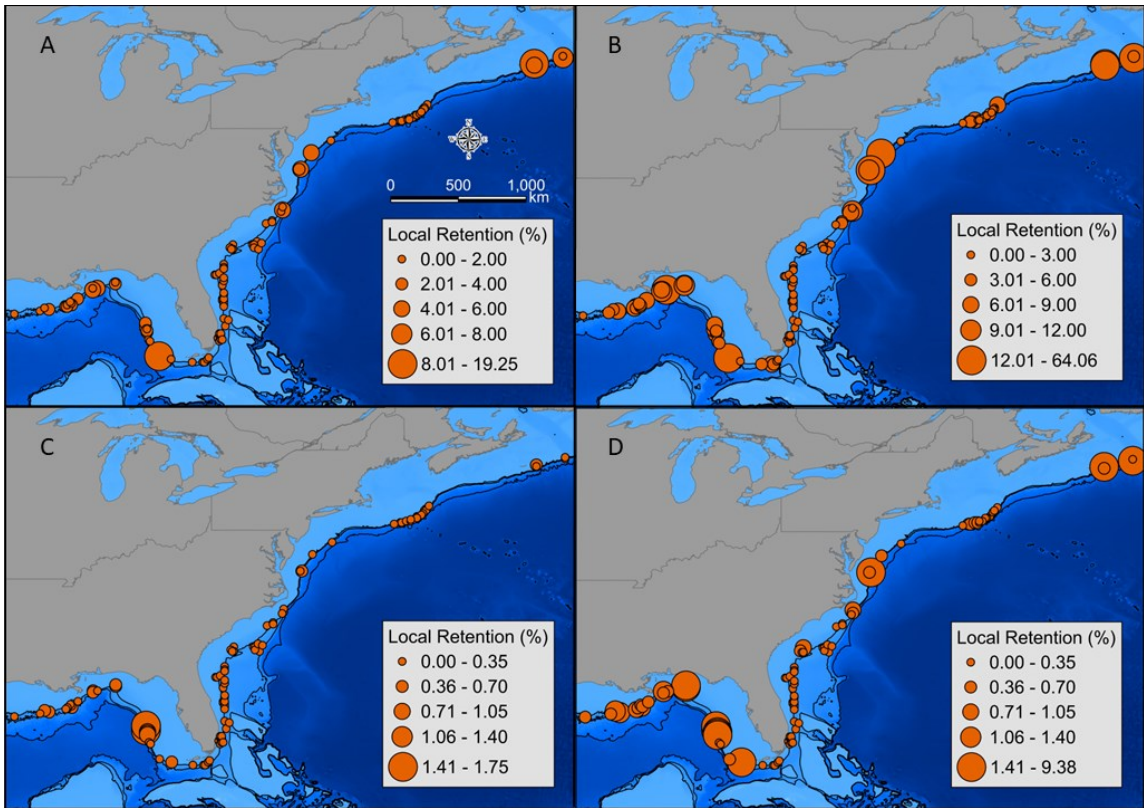 A
N
W E
S
0 500 1,000
km
Local Retention (%)
0.00 - 2.00
2.01 - 4.00
4.01 - 6.00
6.01 - 8.00
8.01 - 19.25
B
Local Retention (%)
0.00 - 3.00
3.01 - 6.00
6.01 - 9.00
9.01 - 12.00
12.01 - 64.06
C
Local Retention (%)
0.00 - 0.35
0.36 - 0.70
0.71 - 1.05
1.06 - 1.40
1.41 - 1.75
D
Local Retention (%)
0.00 - 0.35
0.36 - 0.70
0.71 - 1.05
1.06 - 1.40
1.41 - 9.38